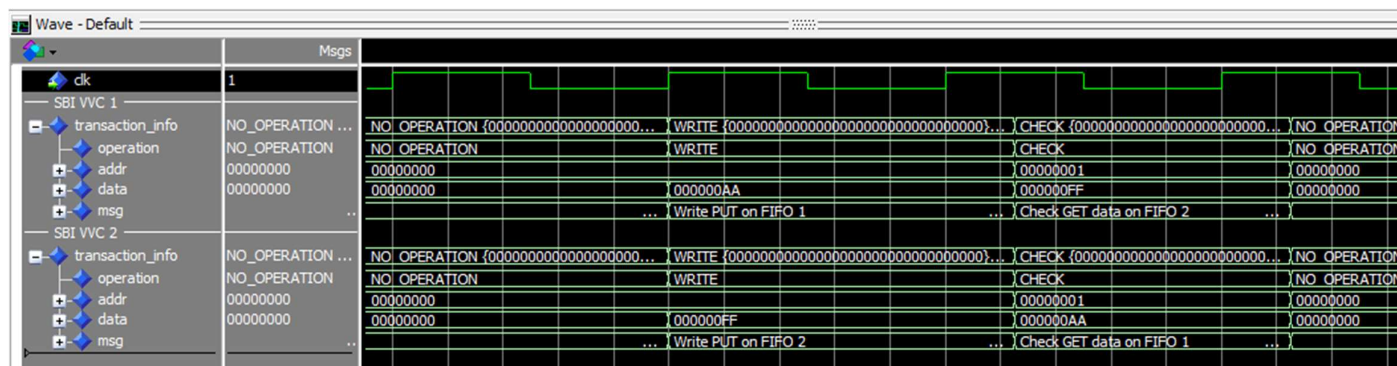 Wave - Default
Msgs
clk 1
SBI VVC 1
transaction_info NO_OPERATION ... NO_OPERATION {0000000000000000000... WRITE {00000000000000000000000000000000}... CHECK {000000000000000000000000... NO_OPERATION
operation NO_OPERATION NO_OPERATION WRITE CHECK NO_OPERATION
addr 00000000 00000000 00000001 00000000
data 00000000 00000000 000000AA 000000FF 00000000
msg .. ... Write PUT on FIFO 1 ... Check GET data on FIFO 2 ...
SBI VVC 2
transaction_info NO_OPERATION ... NO_OPERATION {0000000000000000000... WRITE {00000000000000000000000000000000}... CHECK {000000000000000000000000... NO_OPERATION
operation NO_OPERATION NO_OPERATION WRITE CHECK NO_OPERATION
addr 00000000 00000000 00000001 00000000
data 00000000 00000000 000000FF 000000AA 00000000
msg .. ... Write PUT on FIFO 2 ... Check GET data on FIFO 1 ...